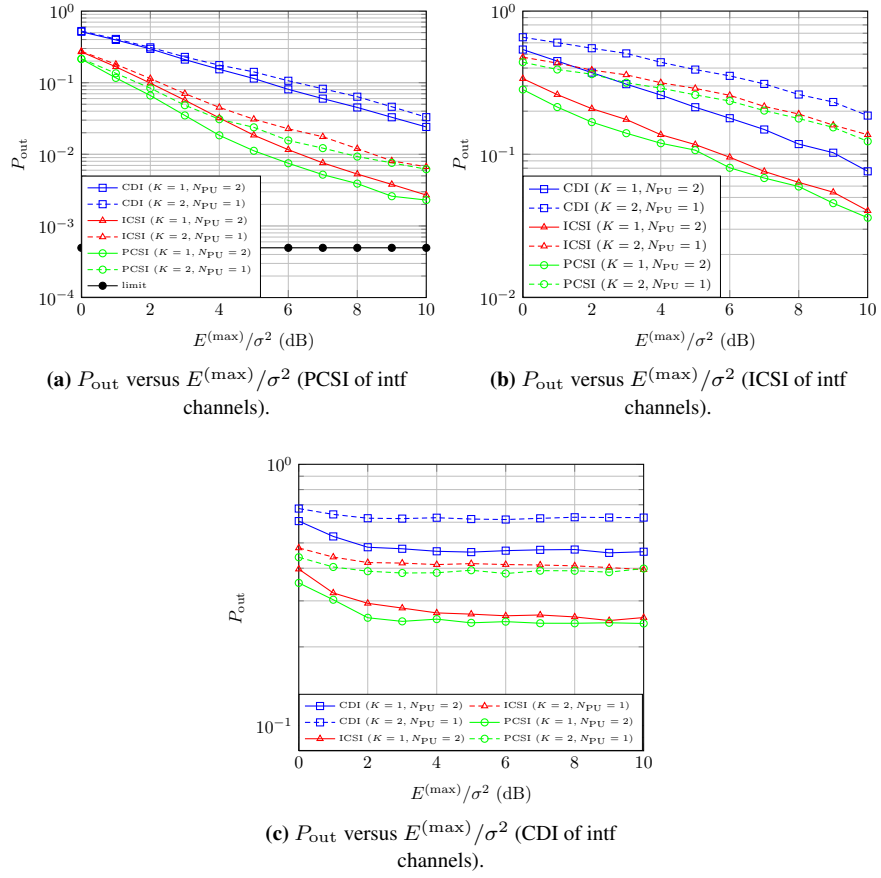 10^0
10^{-1}
10^{-2}
10^{-3}
10^{-4}
P_out
CDI (K = 1, N_PU = 2)
CDI (K = 2, N_PU = 1)
ICSI (K = 1, N_PU = 2)
ICSI (K = 2, N_PU = 1)
PCSI (K = 1, N_PU = 2)
PCSI (K = 2, N_PU = 1)
limit
0 2 4 6 8 10
E^(max)/σ^2 (dB)
(a) P_out versus E^(max)/σ^2 (PCSI of intf
channels).
10^0
10^{-1}
10^{-2}
P_out
CDI (K = 1, N_PU = 2)
CDI (K = 2, N_PU = 1)
ICSI (K = 1, N_PU = 2)
ICSI (K = 2, N_PU = 1)
PCSI (K = 1, N_PU = 2)
PCSI (K = 2, N_PU = 1)
0 2 4 6 8 10
E^(max)/σ^2 (dB)
(b) P_out versus E^(max)/σ^2 (ICSI of intf
channels).
10^0
10^{-1}
P_out
CDI (K = 1, N_PU = 2) ICSI (K = 2, N_PU = 1)
CDI (K = 2, N_PU = 1) PCSI (K = 1, N_PU = 2)
ICSI (K = 1, N_PU = 2) PCSI (K = 2, N_PU = 1)
0 2 4 6 8 10
E^(max)/σ^2 (dB)
(c) P_out versus E^(max)/σ^2 (CDI of intf
channels).